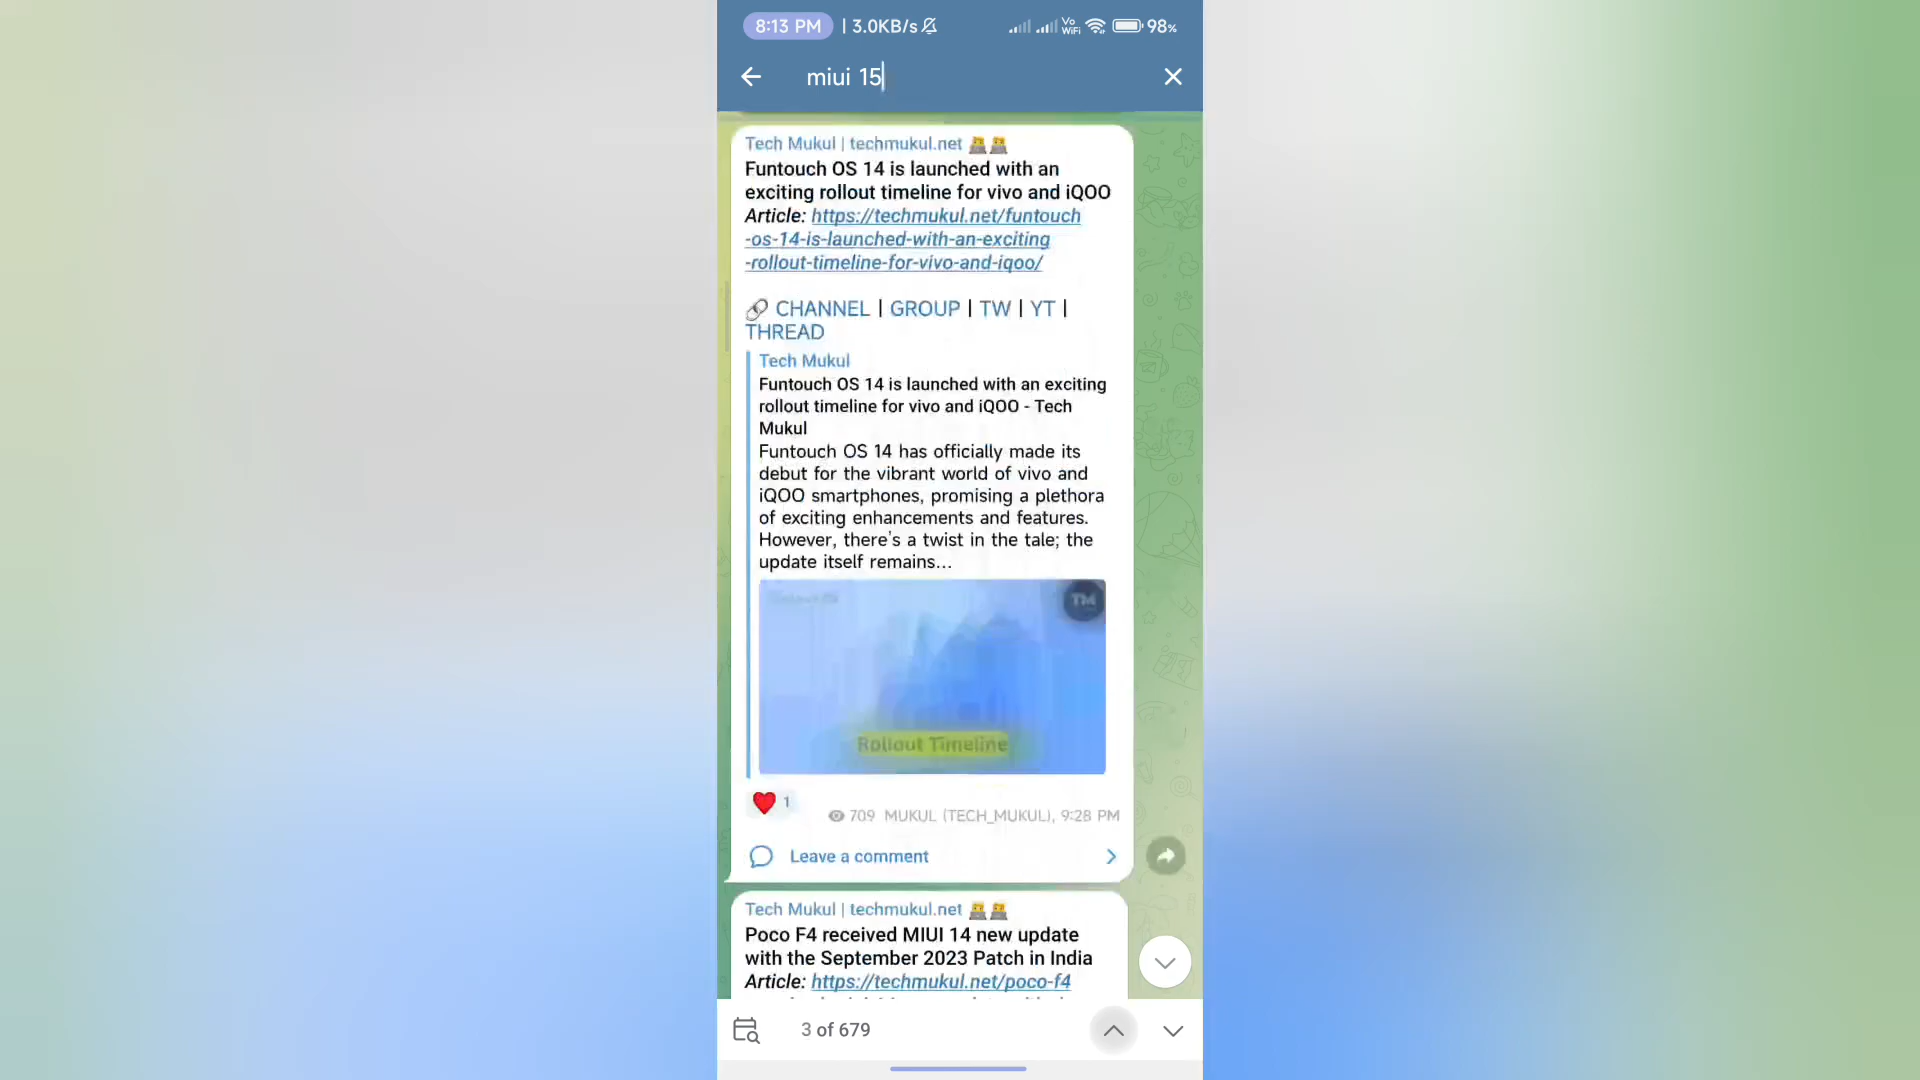 8:13 PM | 3.0KB/s Vo WiFi 98%
miui 15
Tech Mukul | techmukul.net
Funtouch OS 14 is launched with an
exciting rollout timeline for vivo and iQOO
Article: https://techmukul.net/funtouch
-os-14-is-launched-with-an-exciting
-rollout-timeline-for-vivo-and-iqoo/
CHANNEL | GROUP | TW | YT |
THREAD
Tech Mukul
Funtouch OS 14 is launched with an exciting
rollout timeline for vivo and iQOO - Tech
Mukul
Funtouch OS 14 has officially made its
debut for the vibrant world of vivo and
iQOO smartphones, promising a plethora
of exciting enhancements and features.
However, there's a twist in the tale; the
update itself remains...
TM
Rollout Timeline
1
709 MUKUL (TECH_MUKUL), 9:28 PM
Leave a comment
Tech Mukul | techmukul.net
Poco F4 received MIUI 14 new update
with the September 2023 Patch in India
Article: https://techmukul.net/poco-f4
3 of 679